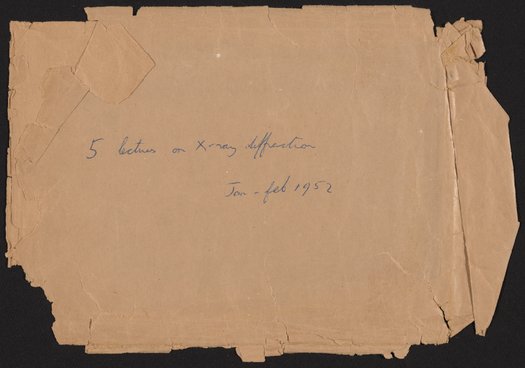 5 lectures on X-ray diffraction
Jan - feb 1952